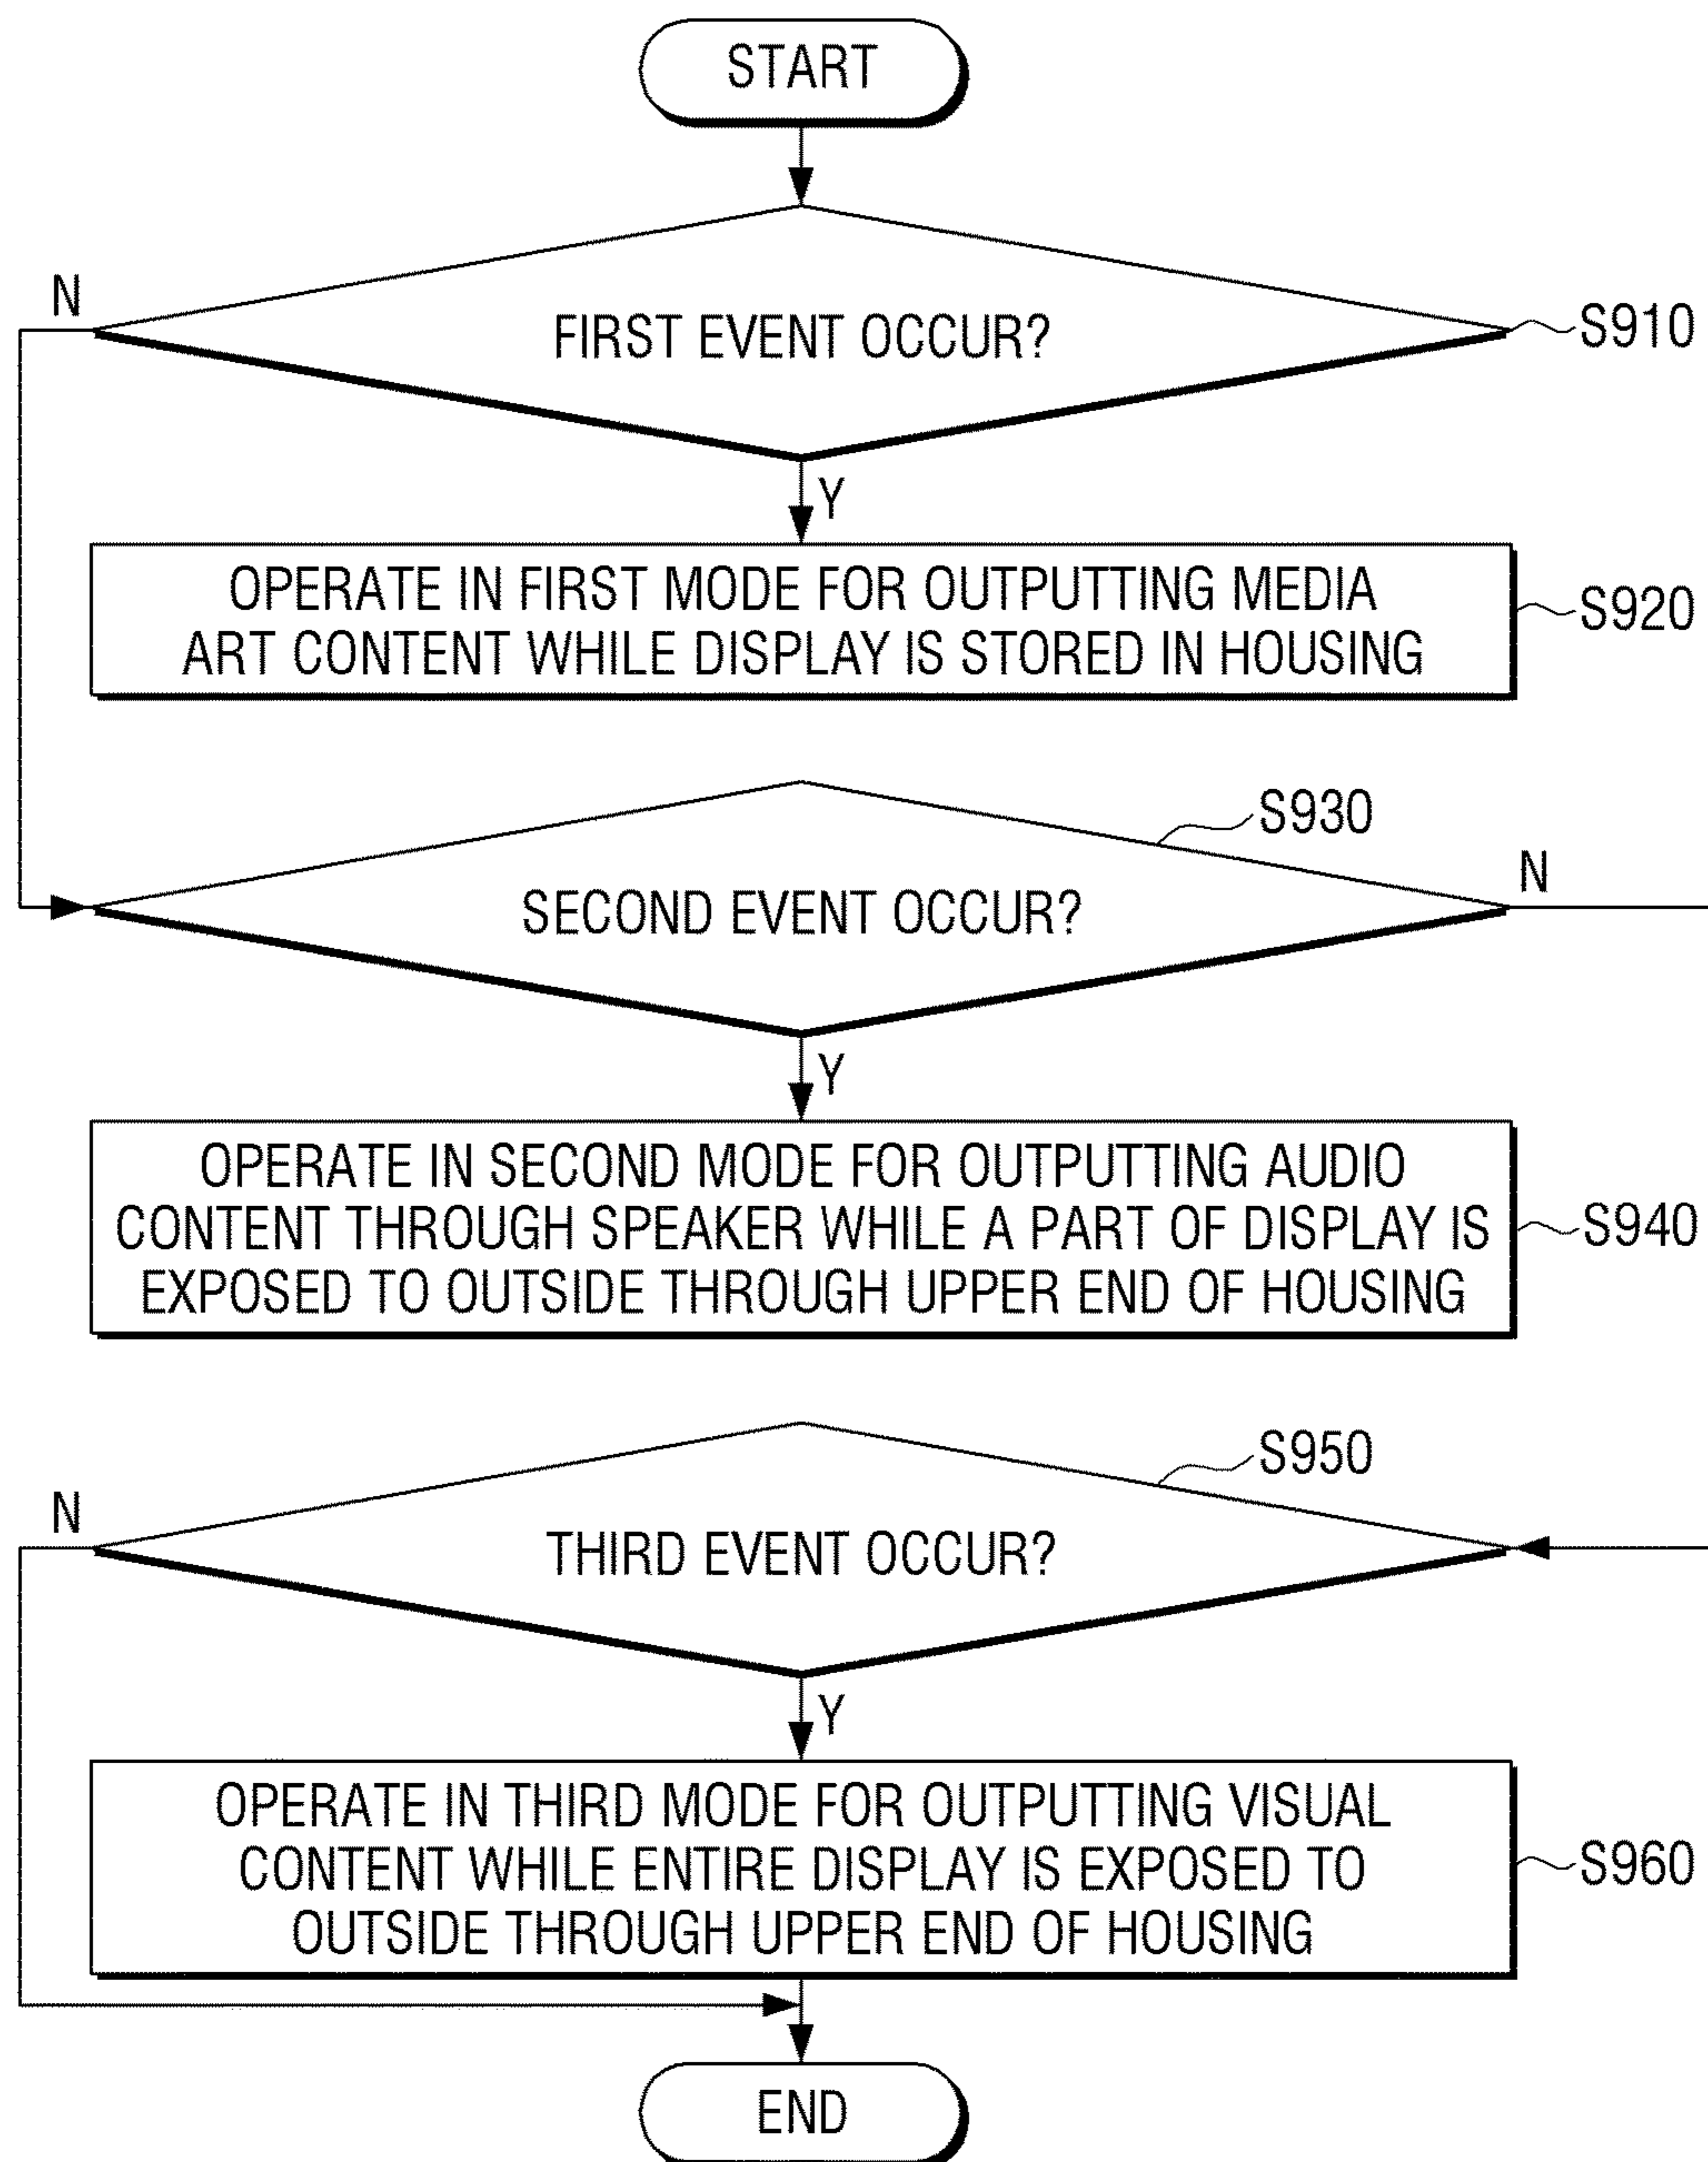 START
N
FIRST EVENT OCCUR?
S910
Y
OPERATE IN FIRST MODE FOR OUTPUTTING MEDIA
ART CONTENT WHILE DISPLAY IS STORED IN HOUSING
S920
S930
N
SECOND EVENT OCCUR?
Y
OPERATE IN SECOND MODE FOR OUTPUTTING AUDIO
CONTENT THROUGH SPEAKER WHILE A PART OF DISPLAY IS
EXPOSED TO OUTSIDE THROUGH UPPER END OF HOUSING
S940
S950
N
THIRD EVENT OCCUR?
Y
OPERATE IN THIRD MODE FOR OUTPUTTING VISUAL
CONTENT WHILE ENTIRE DISPLAY IS EXPOSED TO
OUTSIDE THROUGH UPPER END OF HOUSING
S960
END